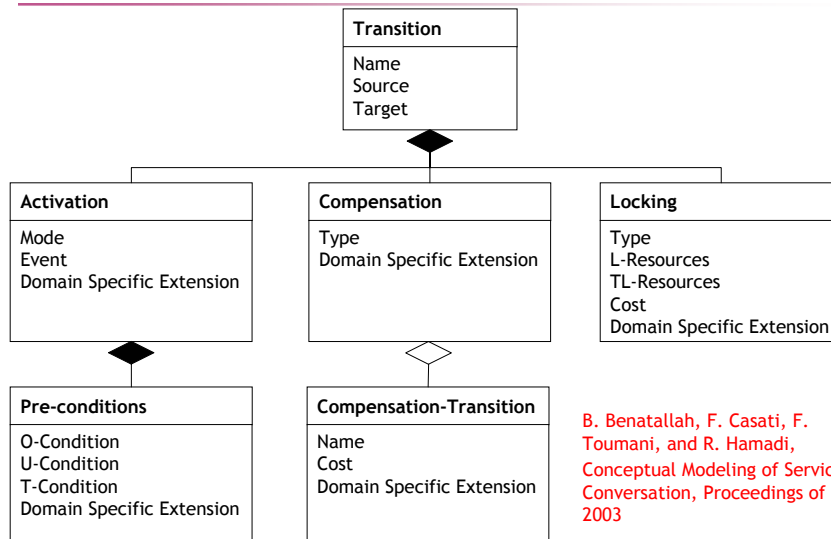 Transition
Name
Source
Target
Activation
Mode
Event
Domain Specific Extension
Compensation
Type
Domain Specific Extension
Locking
Type
L-Resources
TL-Resources
Cost
Domain Specific Extension
Pre-conditions
O-Condition
U-Condition
T-Condition
Domain Specific Extension
Compensation-Transition
Name
Cost
Domain Specific Extension
B. Benatallah, F. Casati, F.
Toumani, and R. Hamadi,
Conceptual Modeling of
Conversation, Proceedings of
2003